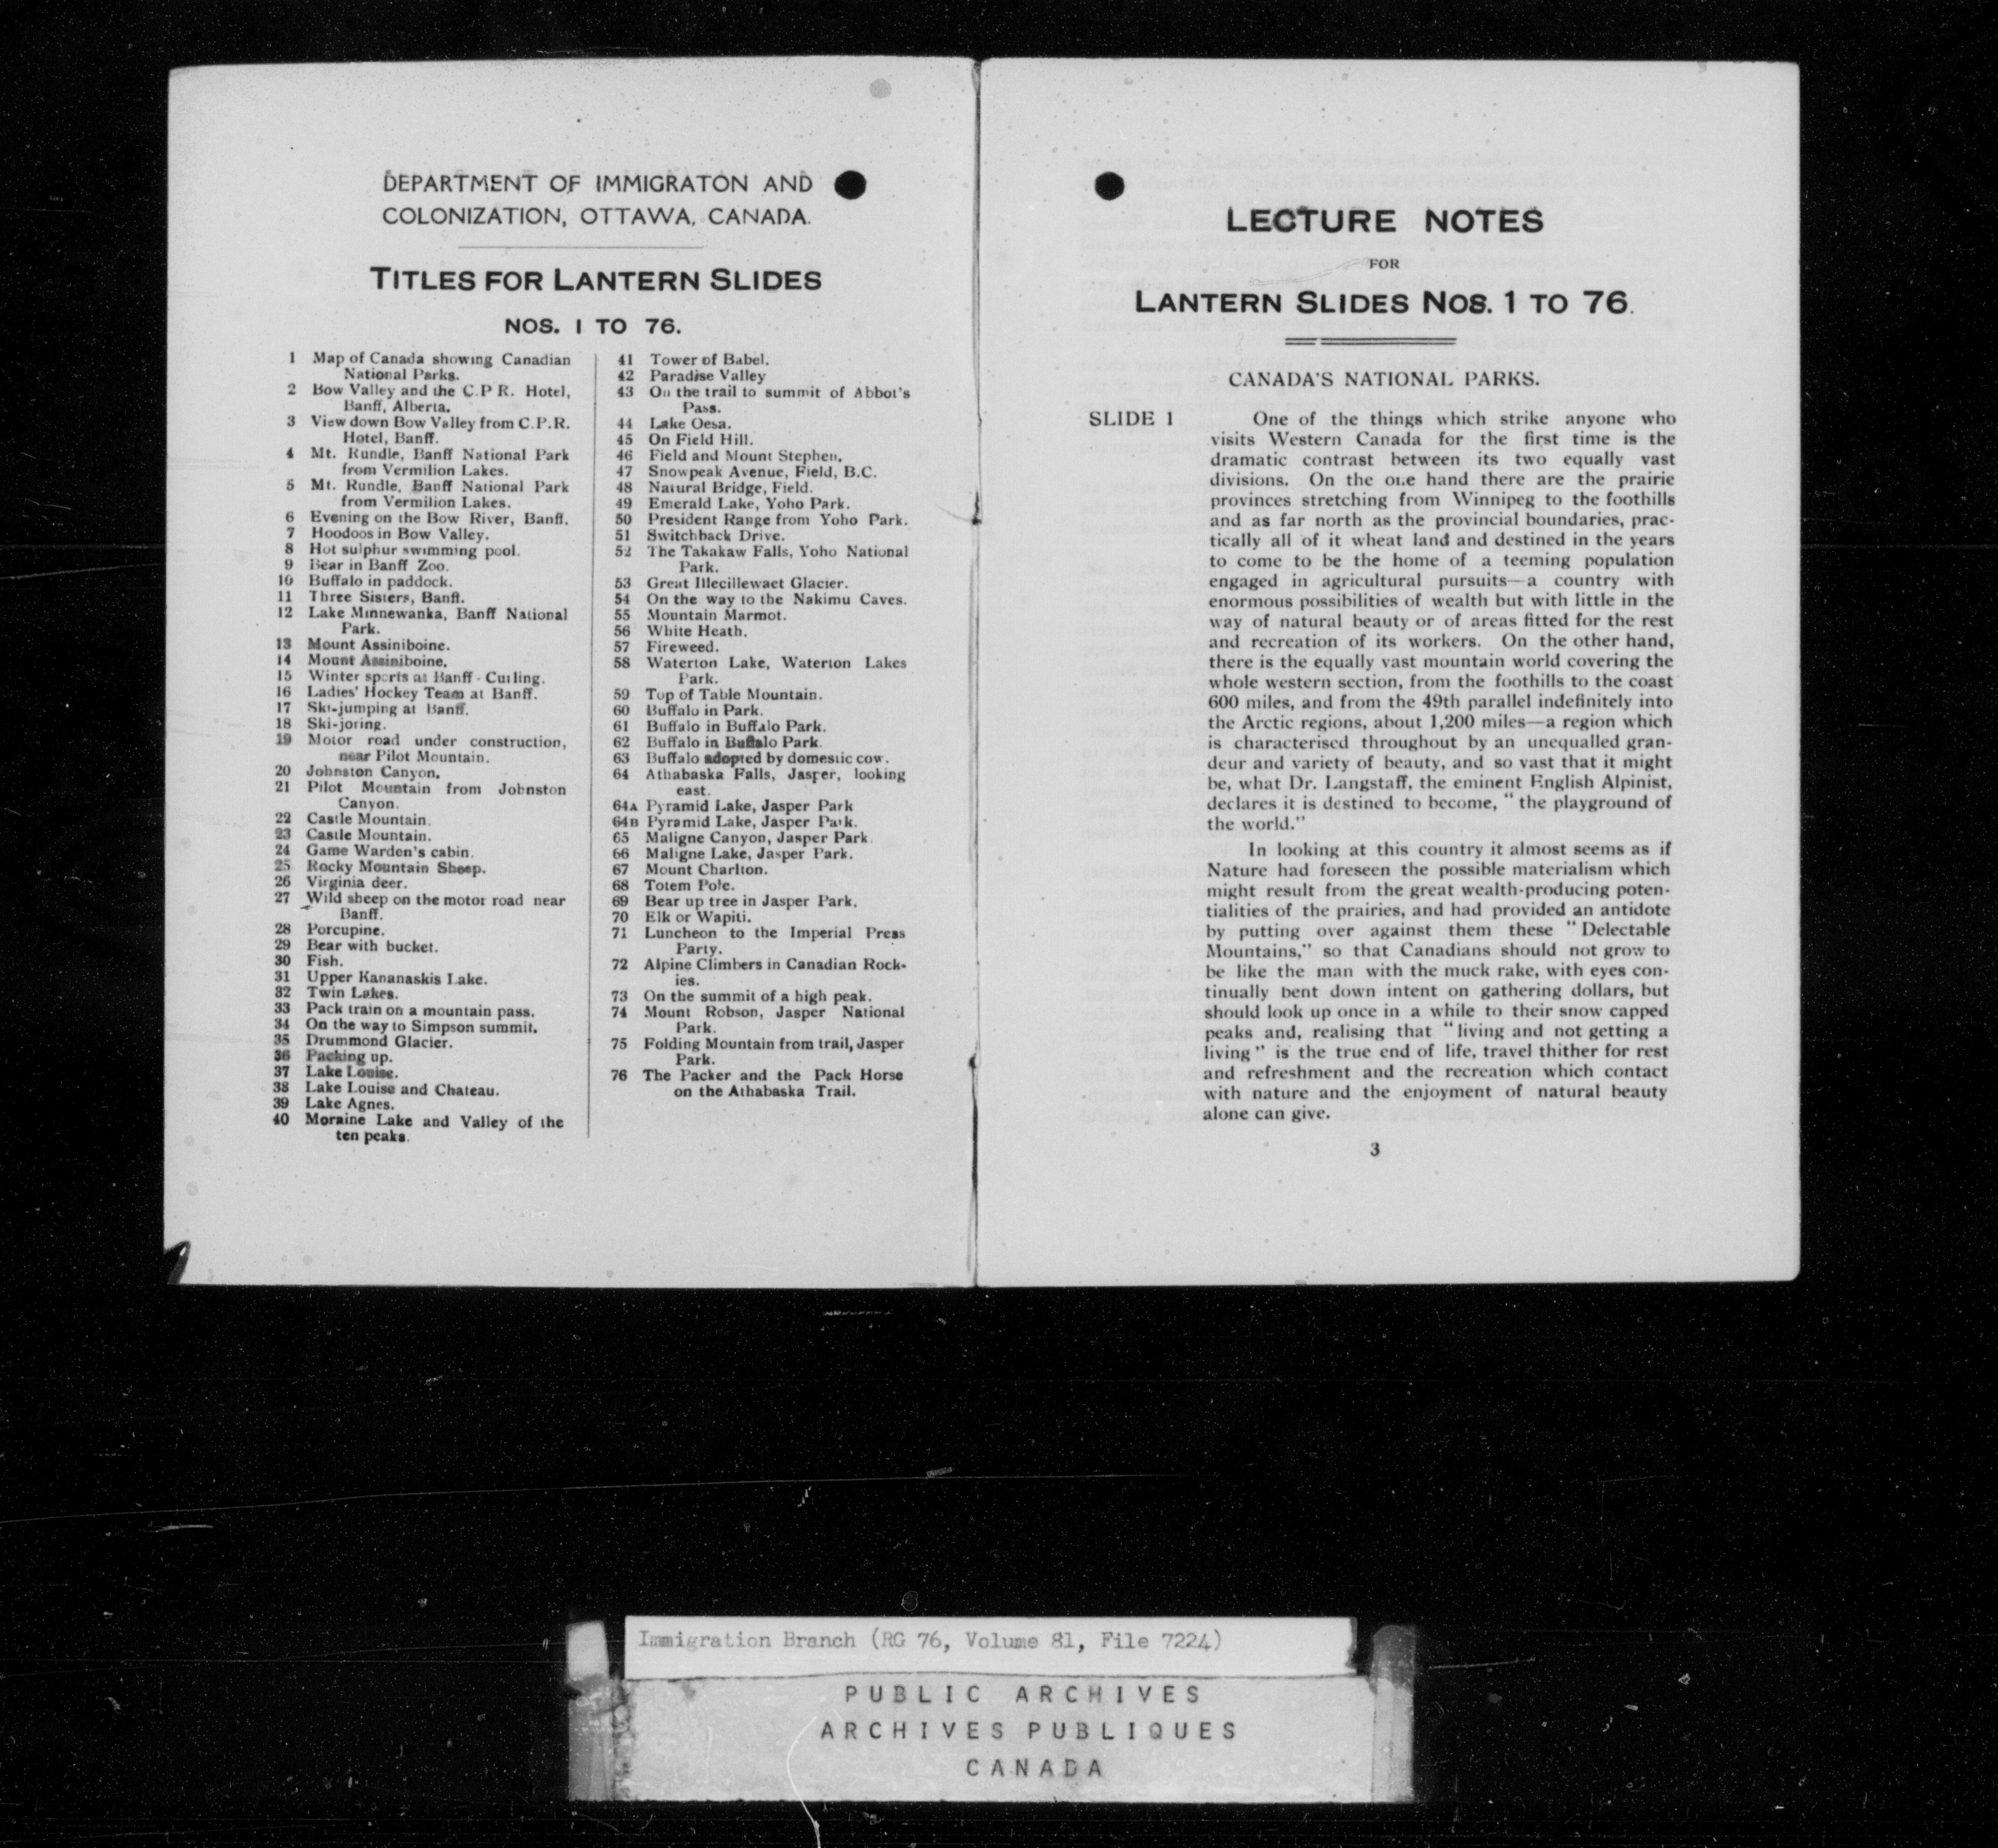 DEPARTMENT OF IMMIGRATON AND
COLONIZATION, OTTAWA, CANADA.
TITLES FOR LANTERN SLIDES
NOS. 1 TO 76.
1 Map of Canada showing Canadian
National Parks.
2 Bow Valley and the C.P R. Hotel,
Banff, Alberta.
3 View down Bow Valley from C.P.R.
Hotel, Banff.
4 Mt. Rundle, Banff National Park
from Vermilion Lakes.
5 Mt. Rundle, Banff National Park
from Vermilion Lakes.
6 Evening on the Bow River, Banff.
7 Hoodoos in Bow Valley.
8 Hot sulphur swimming pool.
9 Bear in Banff Zoo.
10 Buffalo in paddock.
11 Three Sisters, Banff.
12 Lake Minnewanka, Banff National
Park.
13 Mount Assiniboine.
14 Mount Assiniboine.
15 Winter sports at Banff - Curling.
16 Ladies' Hockey Team at Banff.
17 Ski-jumping at Banff.
18 Ski-joring.
19 Motor road under construction,
near Pilot Mountain.
20 Johnston Canyon.
21 Pilot Mountain from Johnston
Canyon.
22 Castle Mountain.
23 Castle Mountain.
24 Game Warden's cabin.
25 Rocky Mountain Sheep.
26 Virginia deer.
27 Wild sheep on the motor road near
Banff.
28 Porcupine.
29 Bear with bucket.
30 Fish.
31 Upper Kananaskis Lake.
32 Twin Lakes.
33 Pack train on a mountain pass.
34 On the way to Simpson summit.
35 Drummond Glacier.
36 Packing up.
37 Lake Louise.
38 Lake Louise and Chateau.
39 Lake Agnes.
40 Moraine Lake and Valley of the
ten peaks.
41 Tower of Babel.
42 Paradise Valley
43 On the trail to summit of Abbot's
Pass.
44 Lake Oesa.
45 On Field Hill.
46 Field and Mount Stephen.
47 Snowpeak Avenue, Field, B.C.
48 Natural Bridge, Field.
49 Emerald Lake, Yoho Park.
50 President Range from Yoho Park.
51 Switchback Drive.
52 The Takakaw Falls, Yoho National
Park.
53 Great Illecillewaet Glacier.
54 On the way to the Nakimu Caves.
55 Mountain Marmot.
56 White Heath.
57 Fireweed.
58 Waterton Lake, Waterton Lakes
Park.
59 Top of Table Mountain.
60 Buffalo in Park.
61 Buffalo in Buffalo Park.
62 Buffalo in Buffalo Park.
63 Buffalo adopted by domestic cow.
64 Athabaska Falls, Jasper, looking
east.
64A Pyramid Lake, Jasper Park
64B Pyramid Lake, Jasper Park.
65 Maligne Canyon, Jasper Park.
66 Maligne Lake, Jasper Park.
67 Mount Charlton.
68 Totem Pole.
69 Bear up tree in Jasper Park.
70 Elk or Wapiti.
71 Luncheon to the Imperial Press
Party.
72 Alpine Climbers in Canadian Rock-
ies.
73 On the summit of a high peak.
74 Mount Robson, Jasper National
Park.
75 Folding Mountain from trail, Jasper
Park.
76 The Packer and the Pack Horse
on the Athabaska Trail.
LECTURE NOTES
FOR
LANTERN SLIDES NOS. 1 TO 76.
CANADA'S NATIONAL PARKS.
SLIDE 1 One of the things which strike anyone who
visits Western Canada for the first time is the
dramatic contrast between its two equally vast
divisions. On the one hand there are the prairie
provinces stretching from Winnipeg to the foothills
and as far north as the provincial boundaries, prac-
tically all of it wheat land and destined in the years
to come to be the home of a teeming population
engaged in agricultural pursuits—a country with
enormous possibilities of wealth but with little in the
way of natural beauty or of areas fitted for the rest
and recreation of its workers. On the other hand,
there is the equally vast mountain world covering the
whole western section, from the foothills to the coast
600 miles, and from the 49th parallel indefinitely into
the Arctic regions, about 1,200 miles—a region which
is characterised throughout by an unequalled gran-
deur and variety of beauty, and so vast that it might
be, what Dr. Langstaff, the eminent English Alpinist,
declares it is destined to become, "the playground of
the world."
In looking at this country it almost seems as if
Nature had foreseen the possible materialism which
might result from the great wealth-producing poten-
tialities of the prairies, and had provided an antidote
by putting over against them these "Delectable
Mountains," so that Canadians should not grow to
be like the man with the muck rake, with eyes con-
tinually bent down intent on gathering dollars, but
should look up once in a while to their snow capped
peaks and, realising that "living and not getting a
living" is the true end of life, travel thither for rest
and refreshment and the recreation which contact
with nature and the enjoyment of natural beauty
alone can give.
3
Immigration Branch (RG 76, Volume 81, File 7224)
PUBLIC ARCHIVES
ARCHIVES PUBLIQUES
CANADA